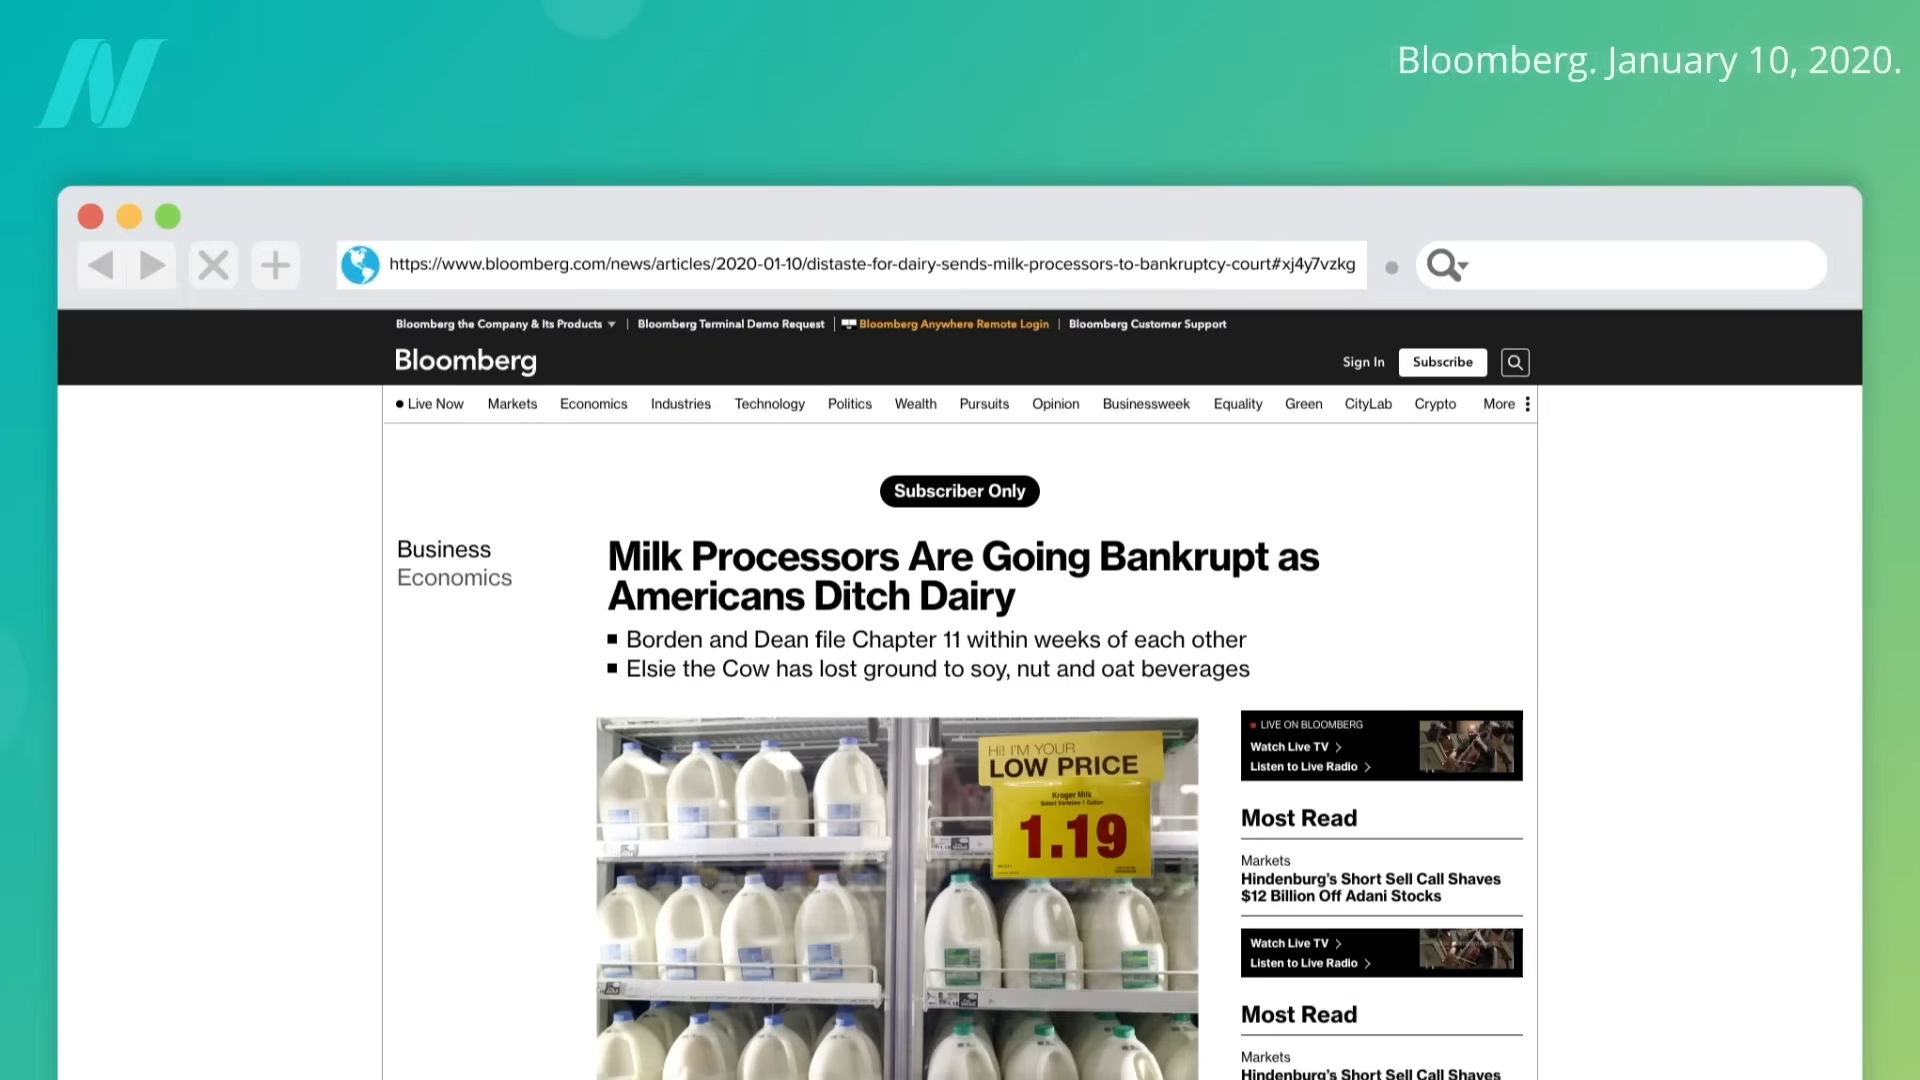 Bloomberg. January 10, 2020.
https://www.bloomberg.com/news/articles/2020-01-10/distaste-for-dairy-sends-milk-processors-to-bankruptcy-court#xj4y7vzkg
Bloomberg the Company & Its Products
Bloomberg Terminal Demo Request
Bloomberg Anywhere Remote Login
Bloomberg Customer Support
Bloomberg
Sign In
Subscribe
Live Now Markets Economics Industries Technology Politics Wealth Pursuits Opinion Businessweek Equality Green CityLab Crypto More
Subscriber Only
Business
Economics
Milk Processors Are Going Bankrupt as
Americans Ditch Dairy
Borden and Dean file Chapter 11 within weeks of each other
Elsie the Cow has lost ground to soy, nut and oat beverages
Hi! I'M YOUR
LOW PRICE
Kroger Milk
Select Varieties 1 Gallon
1.19
LIVE ON BLOOMBERG
Watch Live TV
Listen to Live Radio
Most Read
Markets
Hindenburg's Short Sell Call Shaves
$12 Billion Off Adani Stocks
Watch Live TV
Listen to Live Radio
Most Read
Markets
Hindenburg's Short Sell Call Shaves